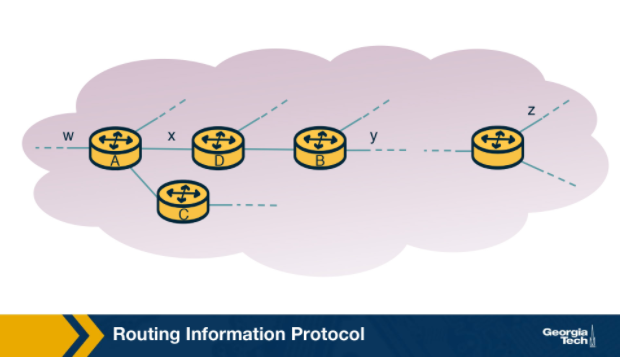 z
w
x
y
A
D
B
C
Routing Information Protocol
Georgia
Tech